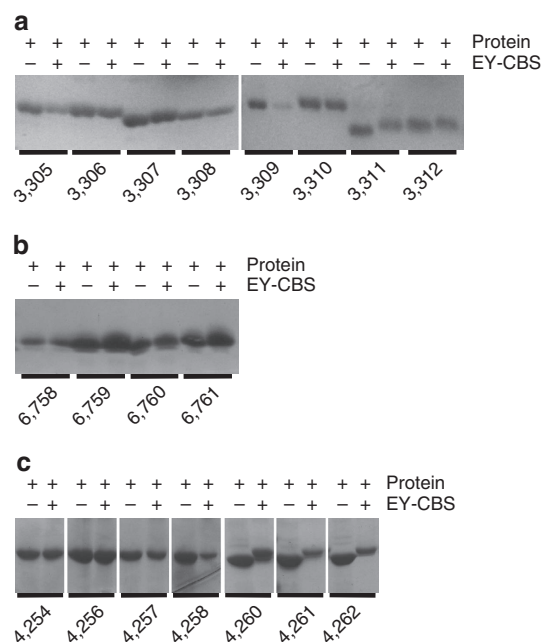 a
+ + + + + + + + + + + + + + + + Protein
− + − + − + − + − + − + − + − + EY-CBS
3,305 3,306 3,307 3,308 3,309 3,310 3,311 3,312
b
+ + + + + + + + Protein
− + − + − + − + EY-CBS
6,758 6,759 6,760 6,761
c
+ + + + + + + + + + + + + + Protein
− + − + − + − + − + − + − + EY-CBS
4,254 4,256 4,257 4,258 4,260 4,261 4,262